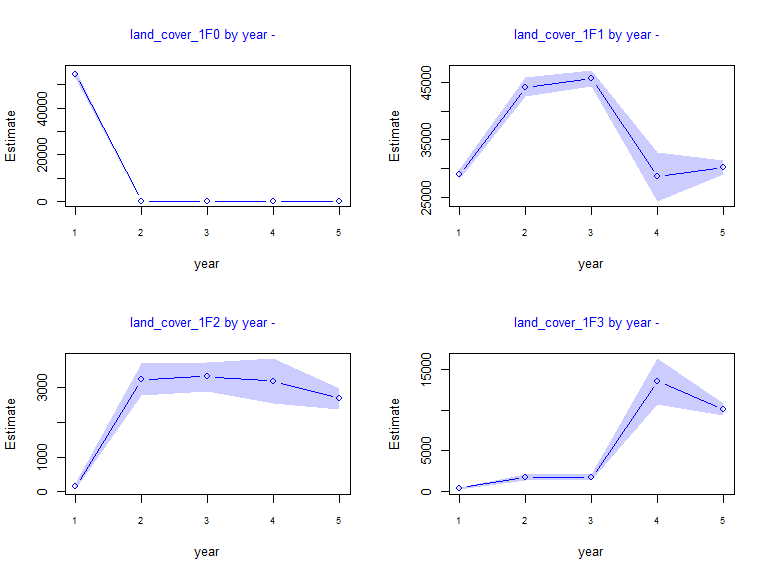 land_cover_1F0 by year -
Estimate
0
20000
40000
1 2 3 4 5
year
land_cover_1F1 by year -
Estimate
25000
35000
45000
1 2 3 4 5
year
land_cover_1F2 by year -
Estimate
0
1000
3000
1 2 3 4 5
year
land_cover_1F3 by year -
Estimate
0
5000
15000
1 2 3 4 5
year